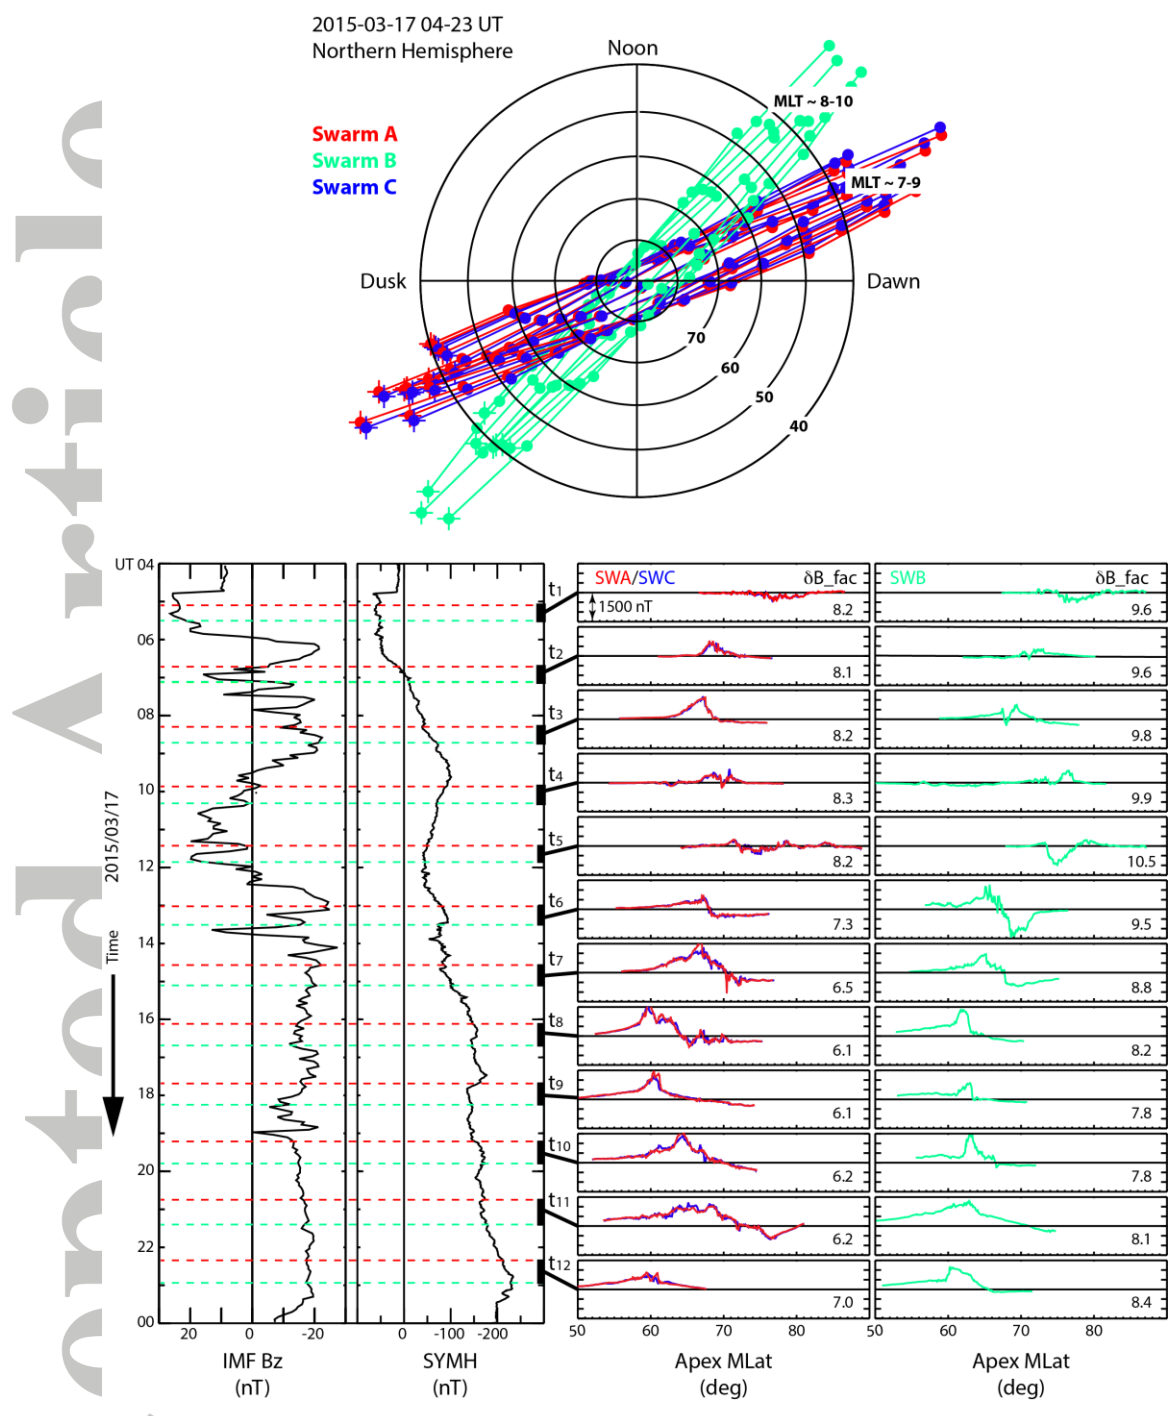 2015-03-17 04-23 UT
Northern Hemisphere
Noon
MLT ~ 8-10
Swarm A
Swarm B
Swarm C
MLT ~ 7-9
Dusk
Dawn
70
60
50
40
UT 04
06
08
10
12
14
16
18
20
22
00
Time
2015/03/17
t1
t2
t3
t4
t5
t6
t7
t8
t9
t10
t11
t12
SWA/SWC
δB_fac
1500 nT
8.2
8.1
8.2
8.3
8.2
7.3
6.5
6.1
6.1
6.2
6.2
7.0
SWB
δB_fac
9.6
9.6
9.8
9.9
10.5
9.5
8.8
8.2
7.8
7.8
8.1
8.4
20 0 -20
0 -100 -200
50 60 70 80
50 60 70 80
IMF Bz
(nT)
SYMH
(nT)
Apex MLat
(deg)
Apex MLat
(deg)
Accepted Article